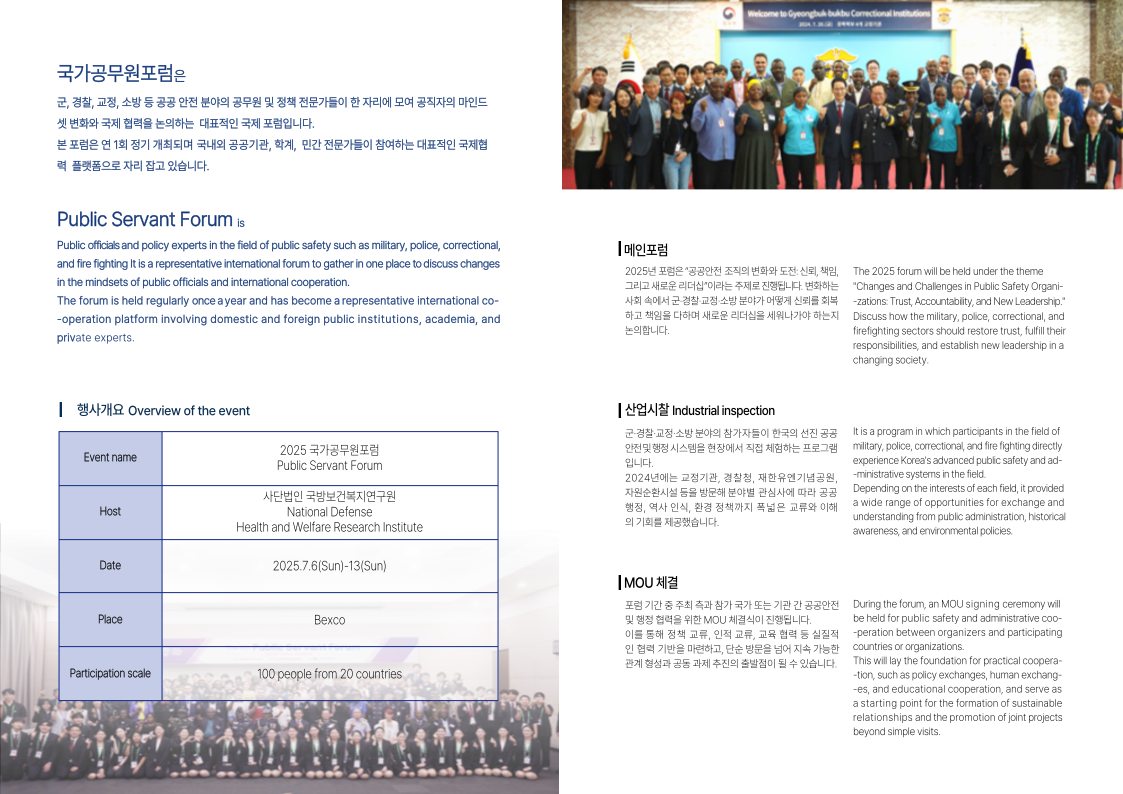 국가공무원포럼은
군, 경찰, 교정, 소방 등 공공 안전 분야의 공무원 및 정책 전문가들이 한 자리에 모여 공직자의 마인드
셋 변화와 국제 협력을 논의하는 대표적인 국제 포럼입니다.
본 포럼은 연 1회 정기 개최되며 국내외 공공기관, 학계, 민간 전문가들이 참여하는 대표적인 국제협
력 플랫폼으로 자리 잡고 있습니다.
Public Servant Forum is
Public officials and policy experts in the field of public safety such as military, police, correctional,
and fire fighting It is a representative international forum to gather in one place to discuss changes
in the mindsets of public officials and international cooperation.
The forum is held regularly once a year and has become a representative international co-
-operation platform involving domestic and foreign public institutions, academia, and
private experts.
행사개요 Overview of the event
Event name
2025 국가공무원포럼
Public Servant Forum
Host
사단법인 국방보건복지연구원
National Defense
Health and Welfare Research Institute
Date
2025.7.6(Sun)-13(Sun)
Place
Bexco
Participation scale
100 people from 20 countries
Public Servant Forum
Welcome to Gyeongbuk-bukbu Correctional Institutions
메인포럼
2025년 포럼은 "공공안전 조직의 변화와 도전: 신뢰, 책임,
그리고 새로운 리더십"이라는 주제로 진행됩니다. 변화하는
사회 속에서 군·경찰·교정·소방 분야가 어떻게 신뢰를 회복
하고 책임을 다하며 새로운 리더십을 세워나가야 하는지
논의합니다.
The 2025 forum will be held under the theme
"Changes and Challenges in Public Safety Organi-
-zations: Trust, Accountability, and New Leadership."
Discuss how the military, police, correctional, and
firefighting sectors should restore trust, fulfill their
responsibilities, and establish new leadership in a
changing society.
산업시찰 Industrial inspection
군·경찰·교정·소방 분야의 참가자들이 한국의 선진 공공
안전 및 행정 시스템을 현장에서 직접 체험하는 프로그램
입니다.
2024년에는 교정기관, 경찰청, 재한유엔기념공원,
자원순환시설 등을 방문해 분야별 관심사에 따라 공공
행정, 역사 인식, 환경 정책까지 폭넓은 교류와 이해
의 기회를 제공했습니다.
It is a program in which participants in the field of
military, police, correctional, and fire fighting directly
experience Korea's advanced public safety and ad-
-ministrative systems in the field.
Depending on the interests of each field, it provided
a wide range of opportunities for exchange and
understanding from public administration, historical
awareness, and environmental policies.
MOU 체결
포럼 기간 중 주최 측과 참가 국가 또는 기관 간 공공안전
및 행정 협력을 위한 MOU 체결식이 진행됩니다.
이를 통해 정책 교류, 인적 교류, 교육 협력 등 실질적
인 협력 기반을 마련하고, 단순 방문을 넘어 지속 가능한
관계 형성과 공동 과제 추진의 출발점이 될 수 있습니다.
During the forum, an MOU signing ceremony will
be held for public safety and administrative coo-
-peration between organizers and participating
countries or organizations.
This will lay the foundation for practical coopera-
-tion, such as policy exchanges, human exchang-
-es, and educational cooperation, and serve as
a starting point for the formation of sustainable
relationships and the promotion of joint projects
beyond simple visits.